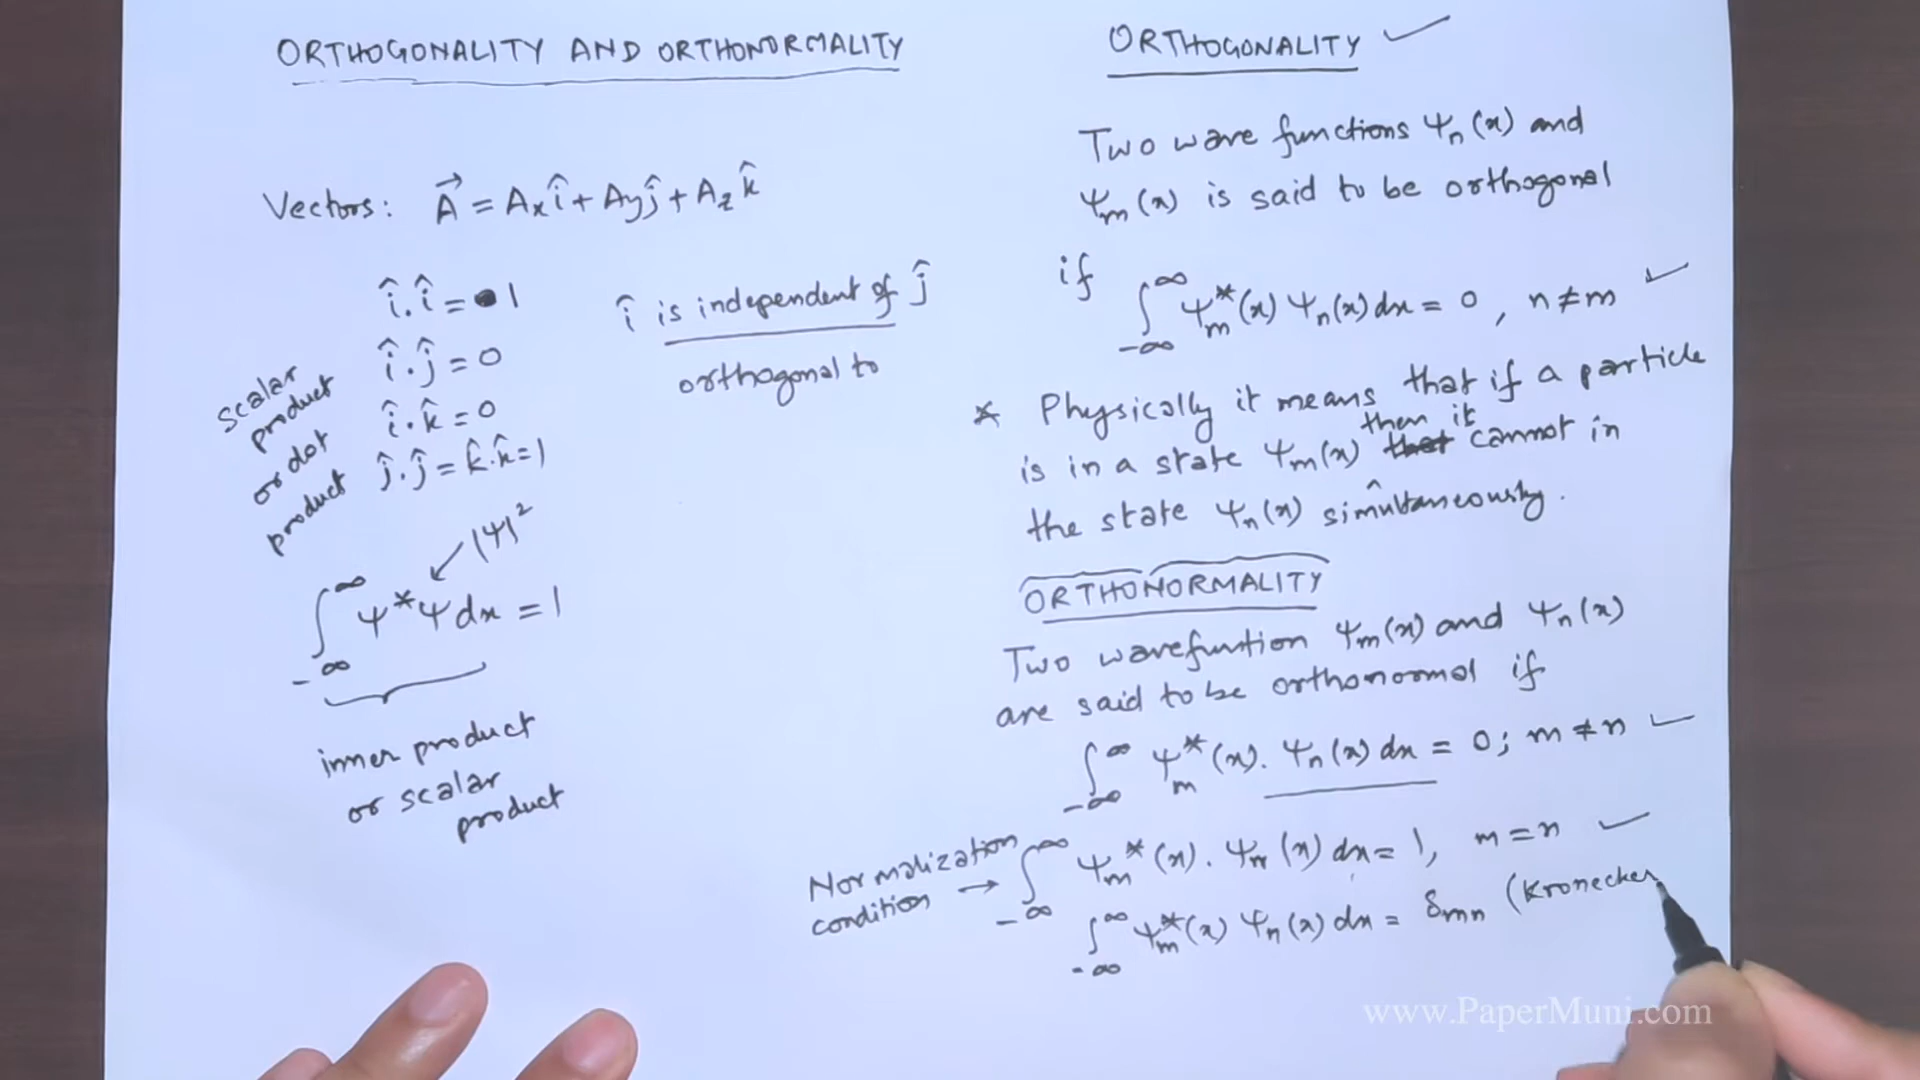 ORTHOGONALITY AND ORTHONORMALITY
Vectors: A⃗ = Axî + Ayĵ + Az k̂
î.î = 1
î.ĵ = 0
î.k̂ = 0
ĵ.ĵ = k̂.k̂ = 1
scalar
product
or dot
product
î is independent of ĵ
orthogonal to
|Ψ|²
∫ ∞ -∞ Ψ*Ψ dx = 1
inner product
or scalar
product
ORTHOGONALITY ✓
Two wave functions Ψn(x) and
Ψm(x) is said to be orthogonal
if
∫ ∞ -∞ Ψm*(x) Ψn(x) dx = 0, n ≠ m ✓
* Physically it means that if a particle
is in a state Ψm(x) then it cannot in
the state Ψn(x) simultaneously.
ORTHONORMALITY
Two wavefuntion Ψm(x) and Ψn(x)
are said to be orthonormal if
∫ ∞ -∞ Ψm*(x). Ψn(x) dx = 0; m ≠ n ✓
Normalization
condition →
∫ ∞ -∞ Ψm*(x). Ψm(x) dx = 1, m = n ✓
∫ ∞ -∞ Ψm*(x) Ψn(x) dx = δmn (Kronecker
www.PaperMuni.com